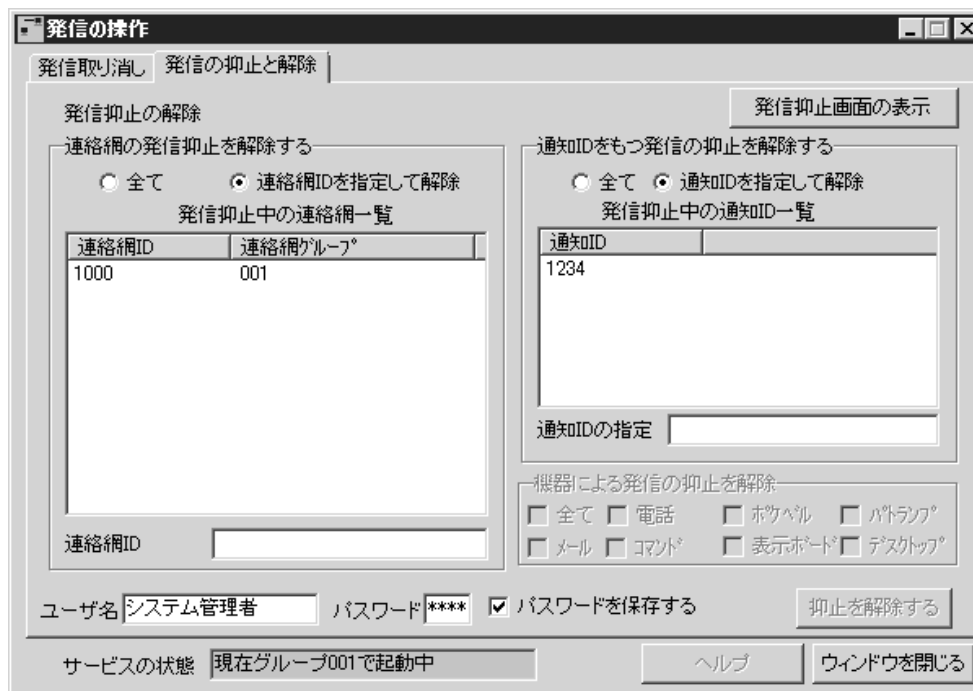 発信の操作
発信取り消し 発信の抑止と解除
発信抑止の解除 発信抑止画面の表示
連絡網の発信抑止を解除する
全て 連絡網IDを指定して解除
発信抑止中の連絡網一覧
連絡網ID 連絡網ｸﾞﾙｰﾌﾟ
1000 001
連絡網ID
通知IDをもつ発信の抑止を解除する
全て 通知IDを指定して解除
発信抑止中の通知ID一覧
通知ID
1234
通知IDの指定
機器による発信の抑止を解除
全て 電話 ﾎﾟｹﾍﾞﾙ ﾊﾟﾄﾗﾝﾌﾟ
ﾒｰﾙ ｺﾏﾝﾄﾞ 表示ﾎﾞｰﾄﾞ ﾃﾞｽｸﾄｯﾌﾟ
ユーザ名 システム管理者 パスワード **** パスワードを保存する 抑止を解除する
サービスの状態 現在グループ001で起動中 ヘルプ ウィンドウを閉じる